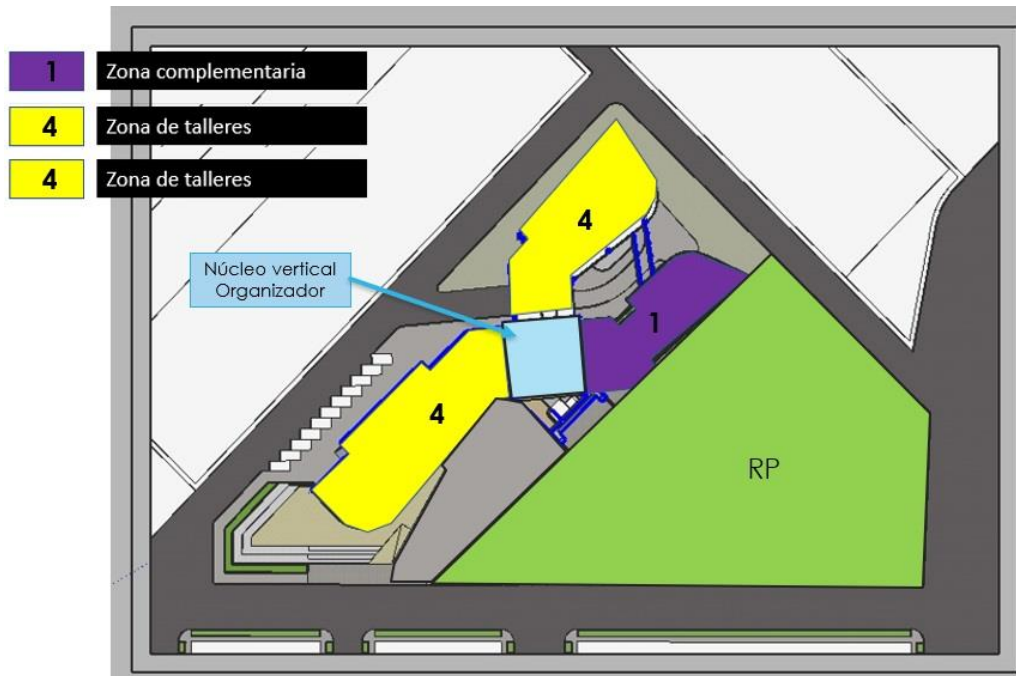 1 Zona complementaria
4 Zona de talleres
4 Zona de talleres
4
Núcleo vertical
Organizador
1
4
RP